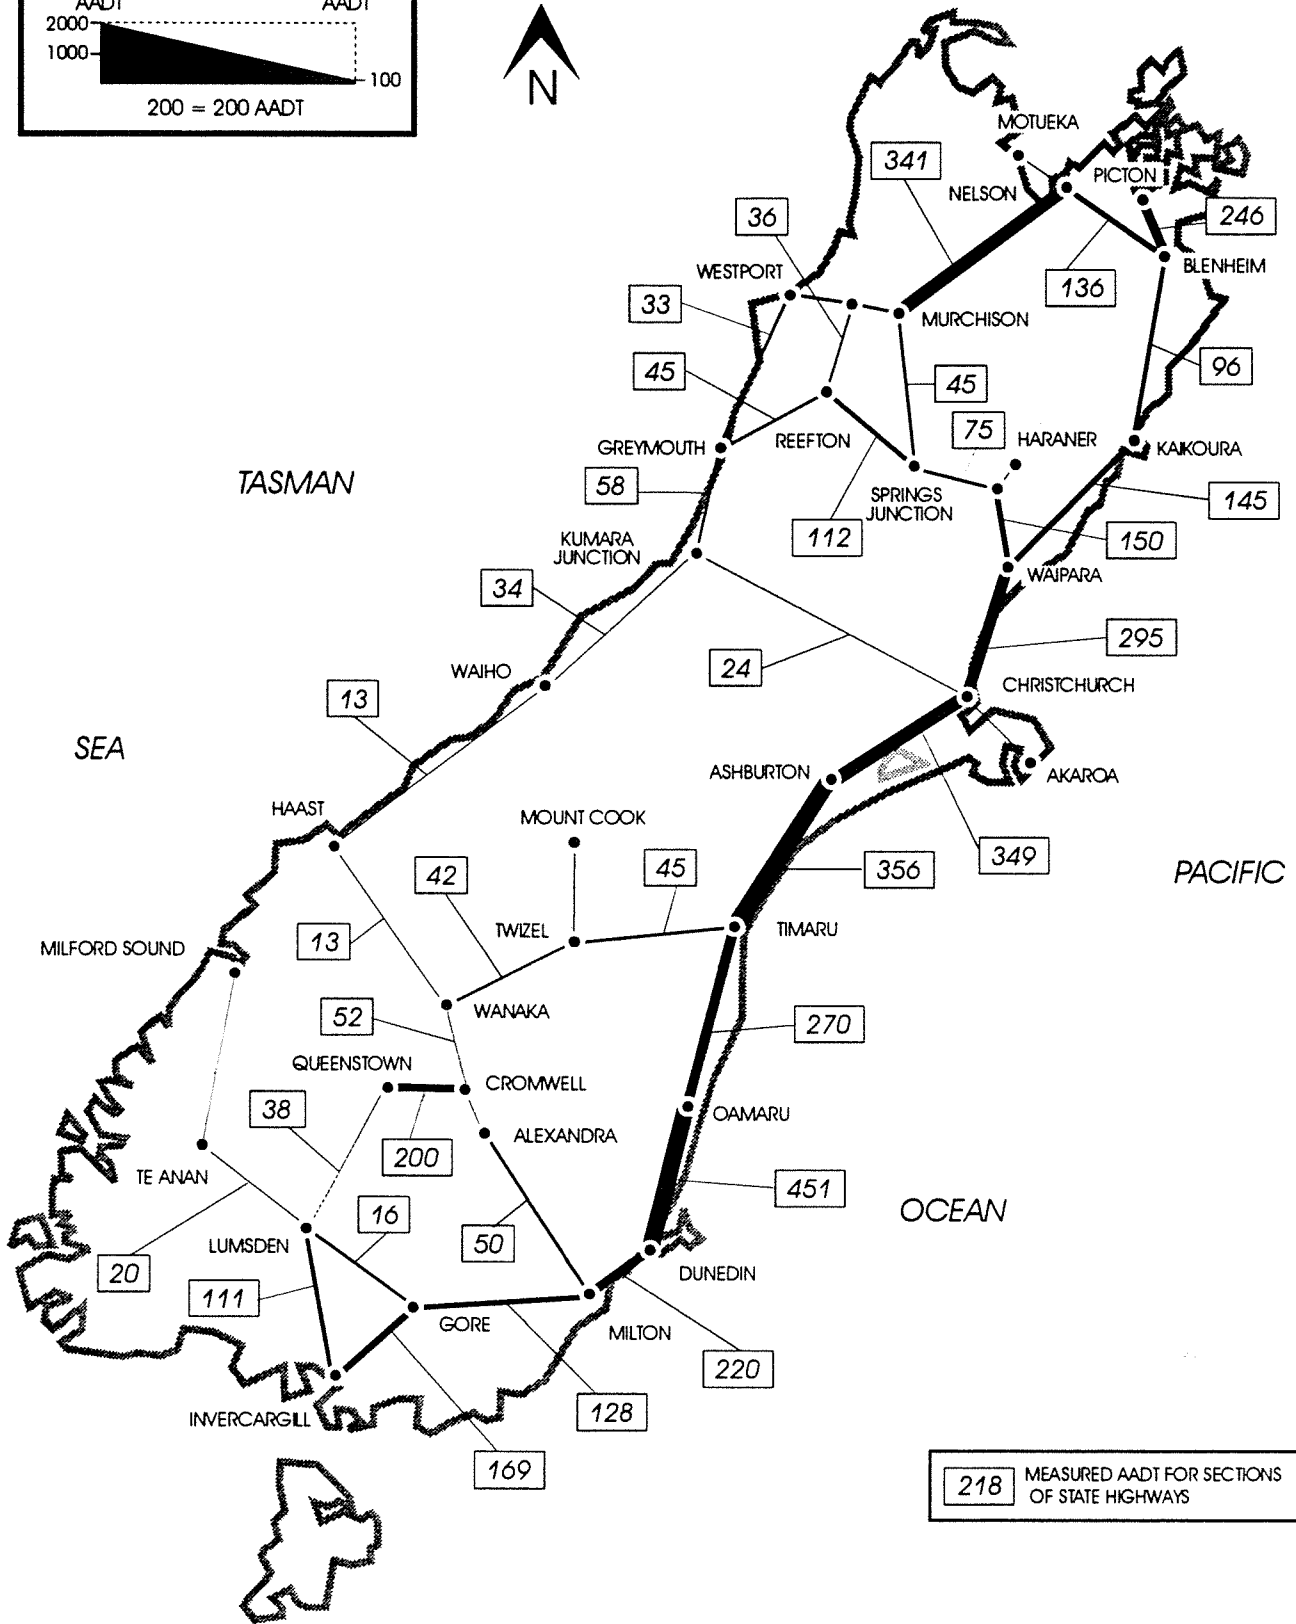 AADT AADT
2000
1000
100
200 = 200 AADT
N
MOTUEKA
341
PICTON
NELSON
36
246
WESTPORT
BLENHEIM
33
136
MURCHISON
45
96
45
75
HARANER
REEFTON
GREYMOUTH
KAIKOURA
TASMAN
58
SPRINGS
JUNCTION
145
112
150
KUMARA
JUNCTION
WAIPARA
34
295
24
WAIHO
CHRISTCHURCH
13
SEA
ASHBURTON
AKAROA
HAAST
MOUNT COOK
349
42
45
356
PACIFIC
TWIZEL
TIMARU
13
MILFORD SOUND
WANAKA
52
270
QUEENSTOWN
CROMWELL
38
OAMARU
ALEXANDRA
200
TE ANAN
451
16
OCEAN
50
LUMSDEN
20
DUNEDIN
111
GORE
MILTON
220
128
INVERCARGILL
169
218 MEASURED AADT FOR SECTIONS
OF STATE HIGHWAYS